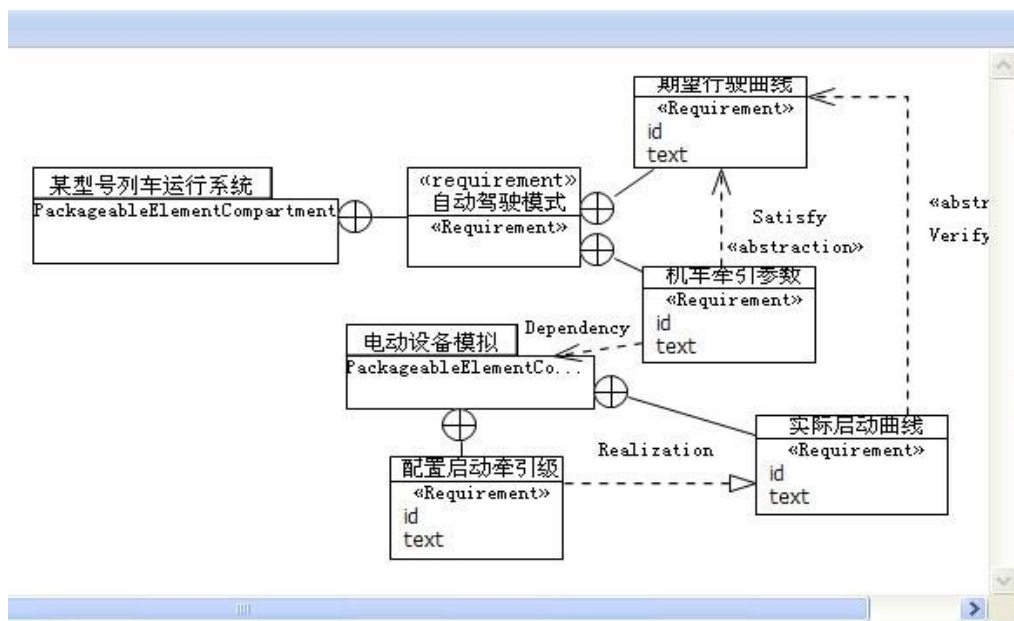 期望行驶曲线
«Requirement»
id
text
某型号列车运行系统
PackageableElementCompartment
«requirement»
自动驾驶模式
«Requirement»
Satisfy
«abstraction»
«abstr
Verify
机车牵引参数
«Requirement»
id
text
Dependency
电动设备模拟
PackageableElementCo...
实际启动曲线
«Requirement»
id
text
Realization
配置启动牵引级
«Requirement»
id
text